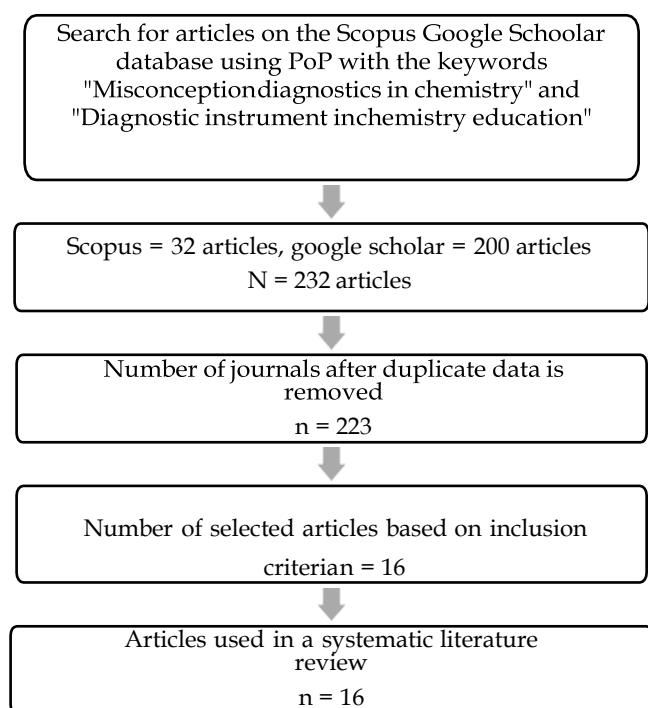 Search for articles on the Scopus Google Schoolar
database using PoP with the keywords
"Misconceptiondiagnostics in chemistry" and
"Diagnostic instrument inchemistry education"
Scopus = 32 articles, google scholar = 200 articles
N = 232 articles
Number of journals after duplicate data is
removed
n = 223
Number of selected articles based on inclusion
criterian = 16
Articles used in a systematic literature
review
n = 16